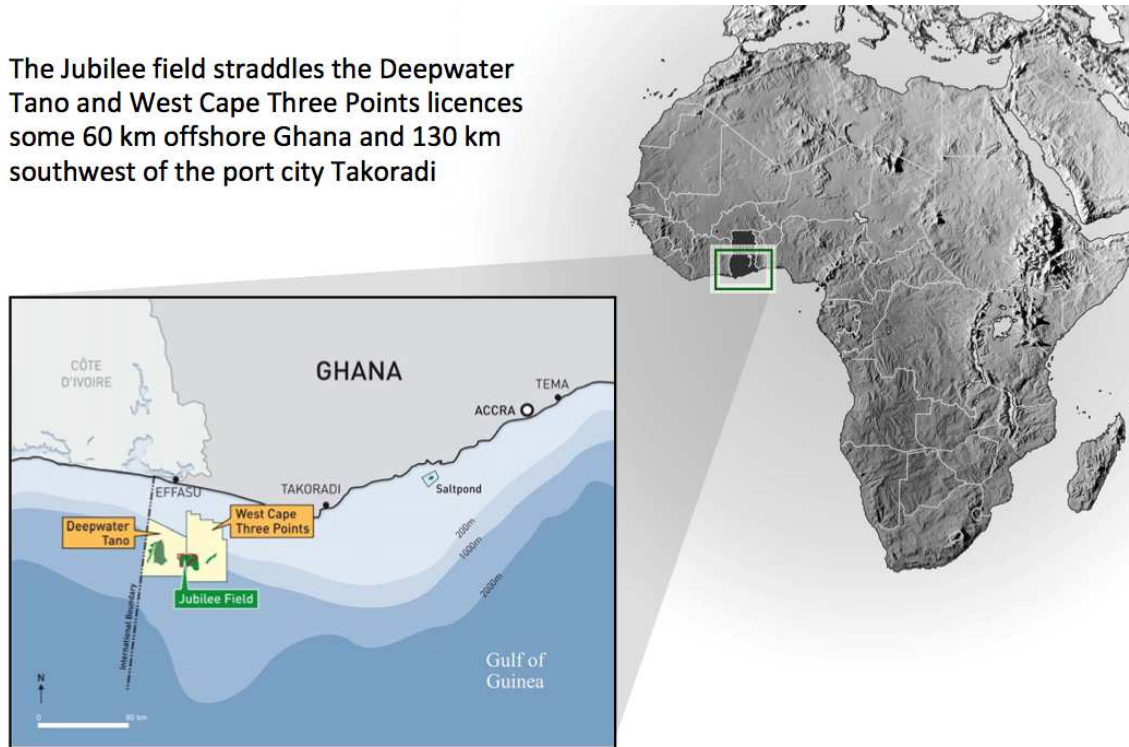 The Jubilee field straddles the Deepwater
Tano and West Cape Three Points licences
some 60 km offshore Ghana and 130 km
southwest of the port city Takoradi
CÔTE
D'IVOIRE
GHANA
TEMA
ACCRA
EFFASU
TAKORADI
Saltpond
Deepwater
Tano
West Cape
Three Points
Jubilee Field
200m
1000m
2000m
International Boundary
Gulf of
Guinea
N
0
80 km